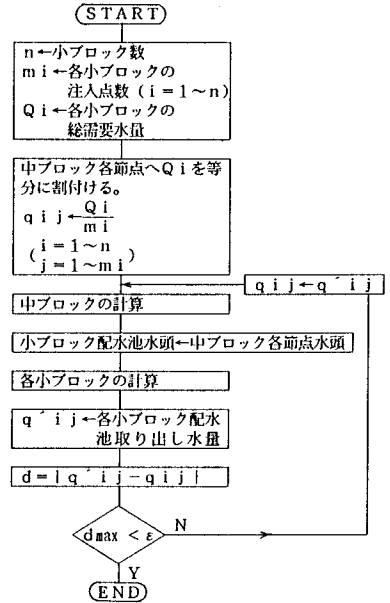 START
n←小ブロック数
mi←各小ブロックの
注入点数(i=1~n)
Qi←各小ブロックの
総需要水量
中ブロック各節点へQiを等
分に割付ける。
qij←Qi/mi
(i=1~n
j=1~mi)
qij←q´ij
中ブロックの計算
小ブロック配水池水頭←中ブロック各節点水頭
各小ブロックの計算
q´ij←各小ブロック配水
池取り出し水量
d=|q´ij-qij|
dmax<ε
N
Y
END